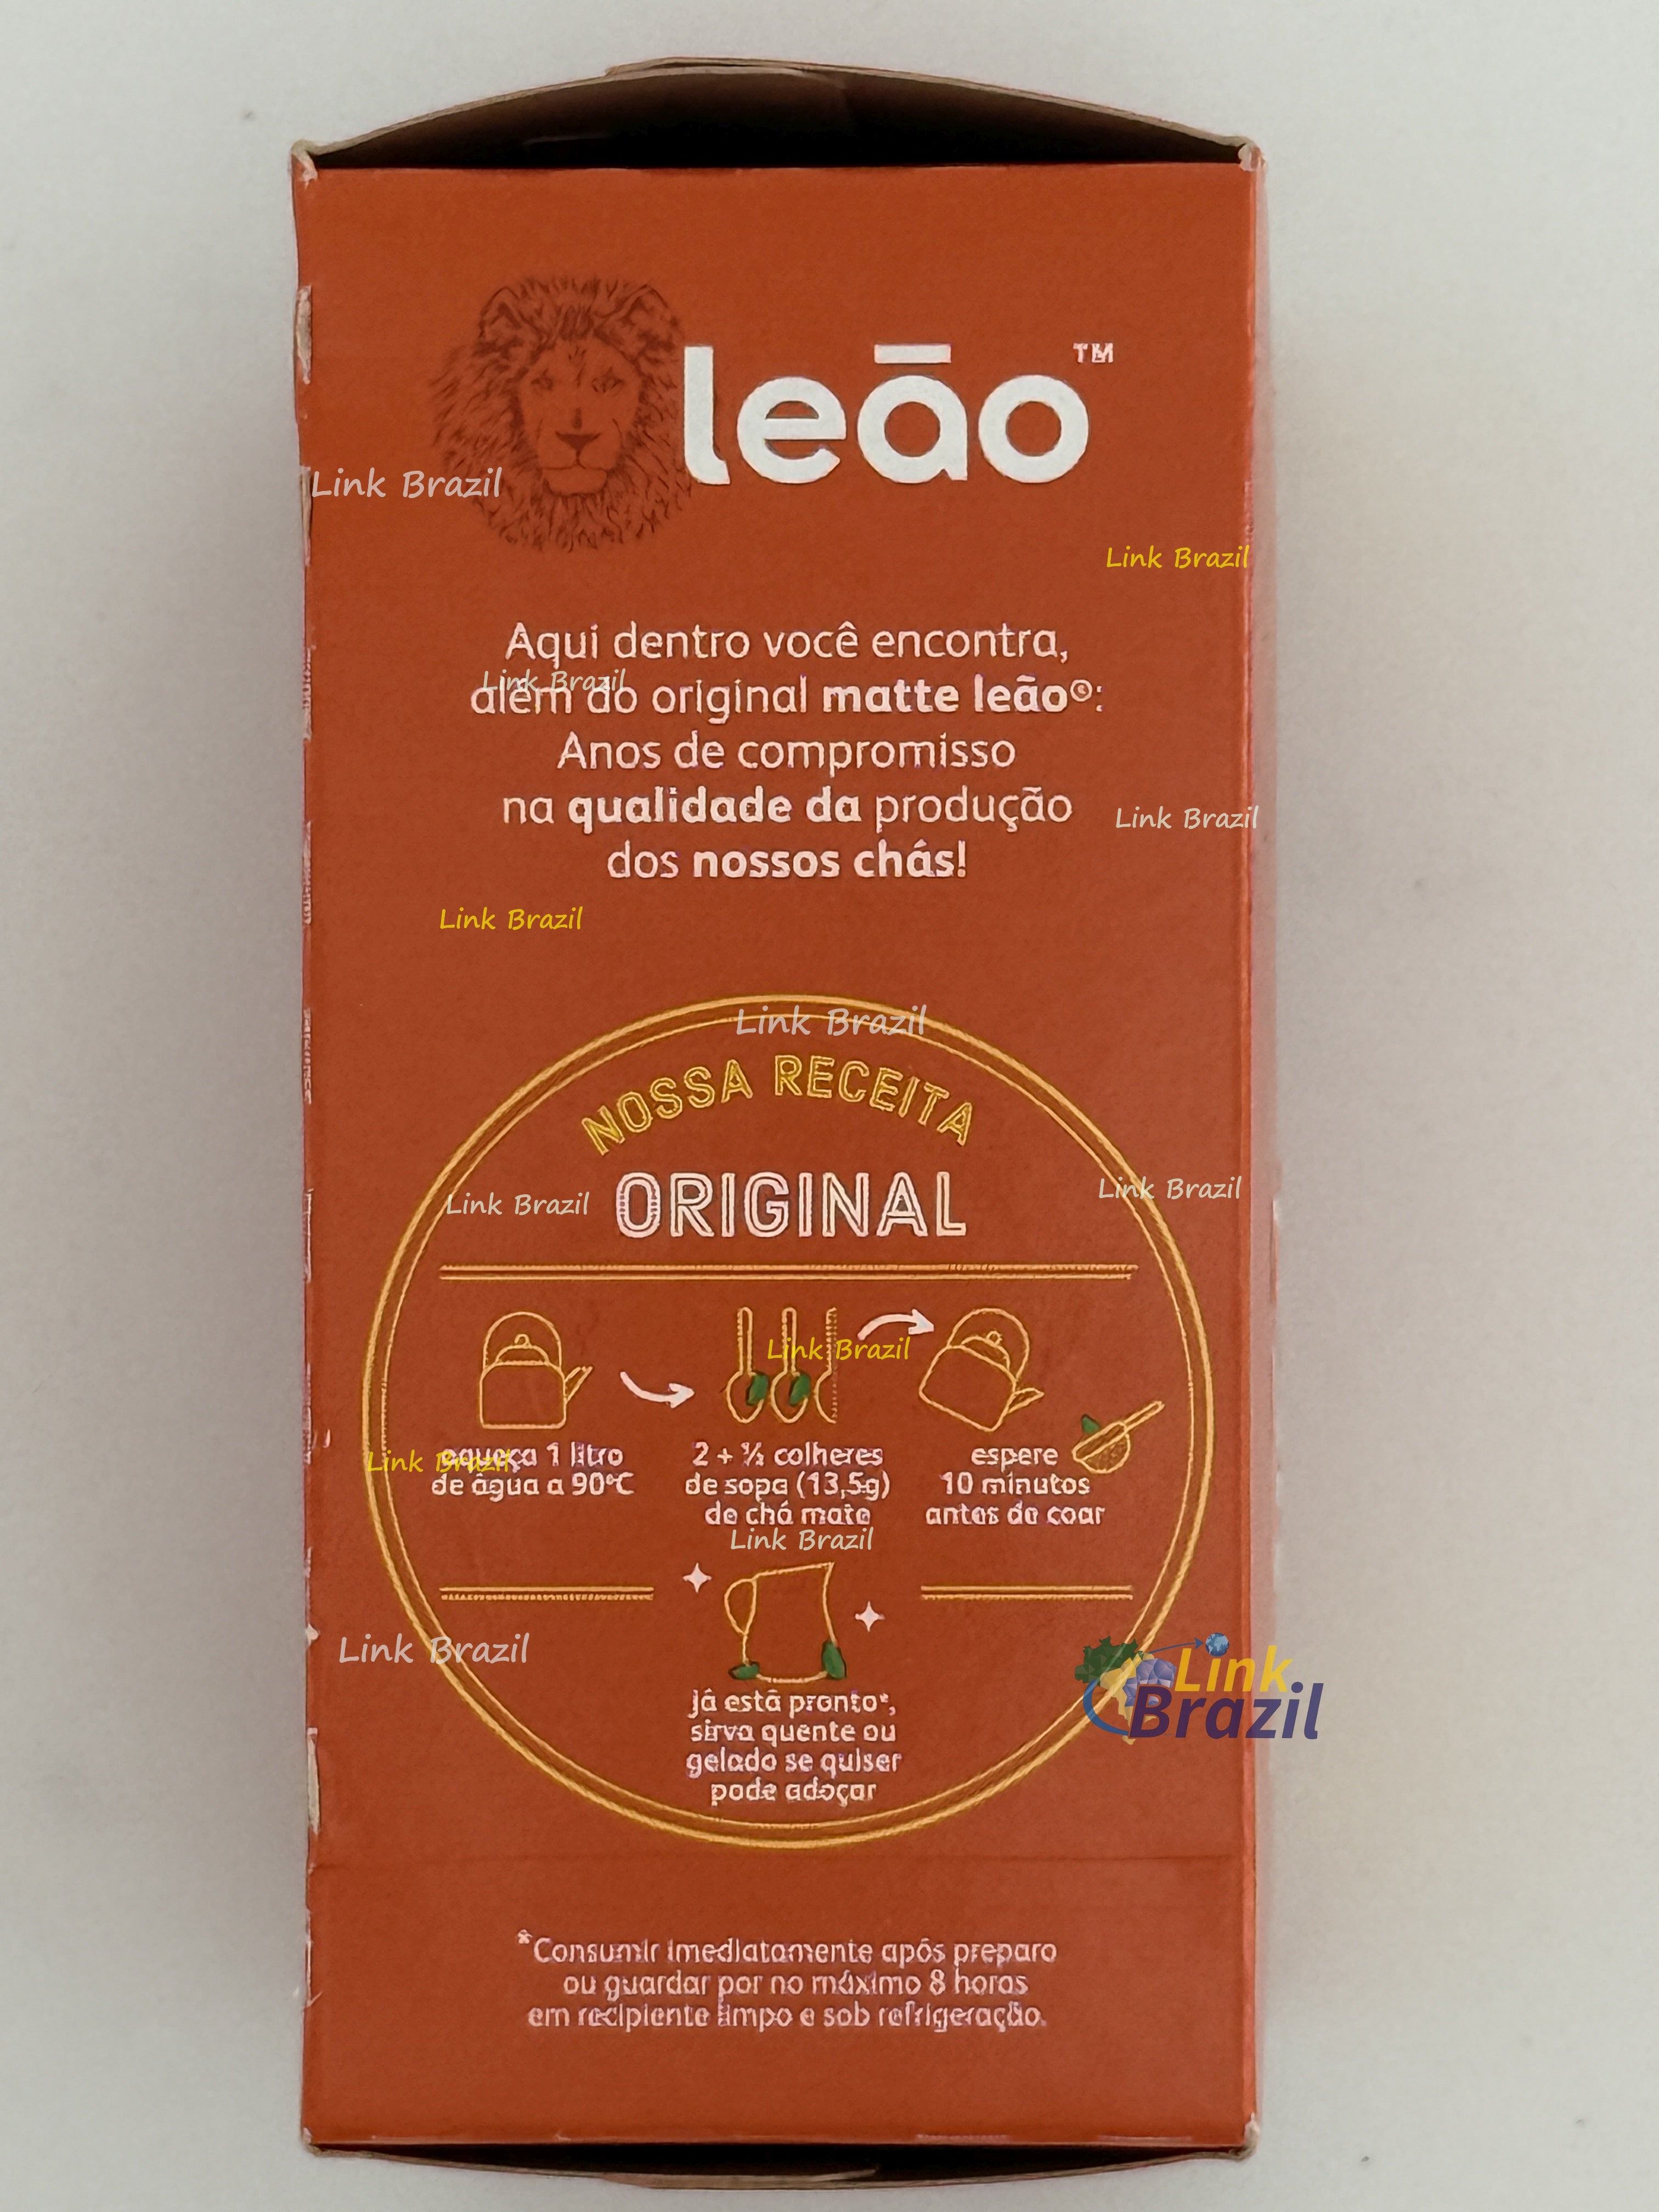 leão™
Link Brazil
Link Brazil
Aqui dentro você encontra,
Link Brazil
além do original matte leão®:
Anos de compromisso
na qualidade da produção
Link Brazil
dos nossos chás!
Link Brazil
Link Brazil
NOSSA RECEITA
ORIGINAL
Link Brazil
Link Brazil
Link Brazil
aqueça 1 litro
de água a 90°C
Link Brazil
2 + ½ colheres
de sopa (13,5g)
de chá mate
espere
10 minutos
antes de coar
Link Brazil
Link Brazil
Link
Brazil
já está pronto*,
sirva quente ou
gelado se quiser
pode adoçar
*Consumir imediatamente após preparo
ou guardar por no máximo 8 horas
em recipiente limpo e sob refrigeração.